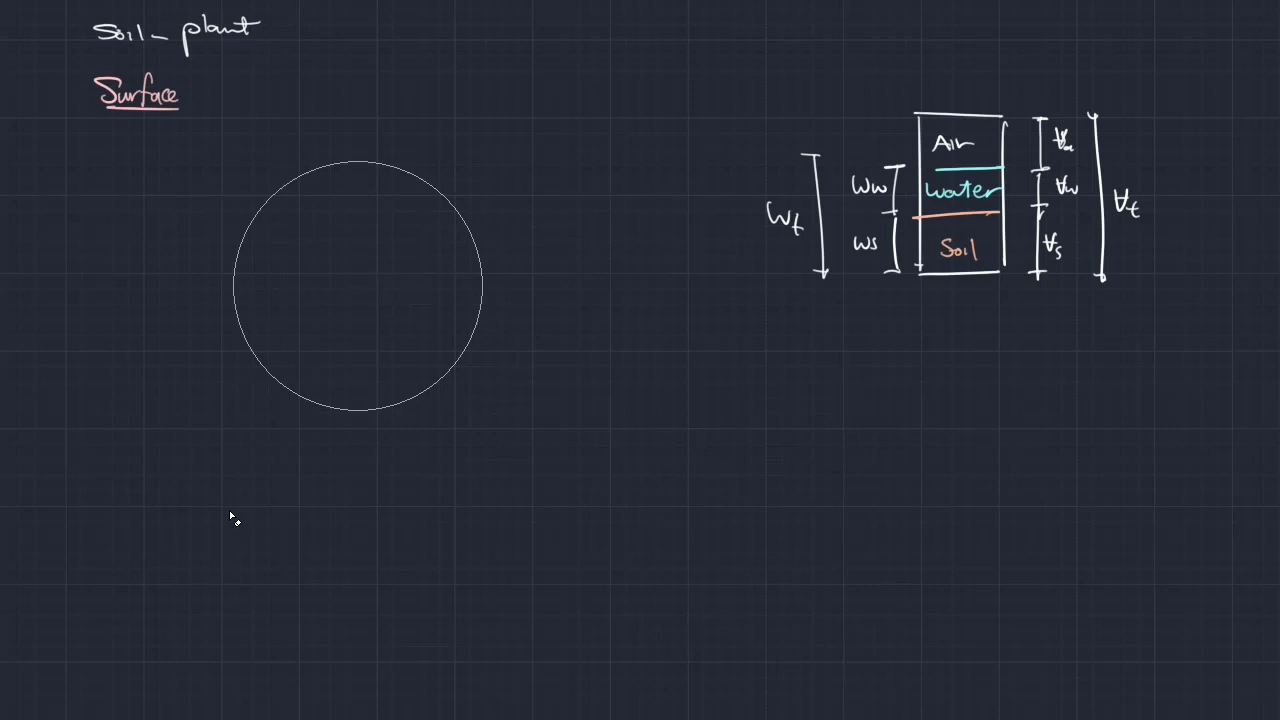 Soil - plant
Surface
Air
Water
Soil
Ww
Ws
Wt
∀a
∀w
∀s
∀t